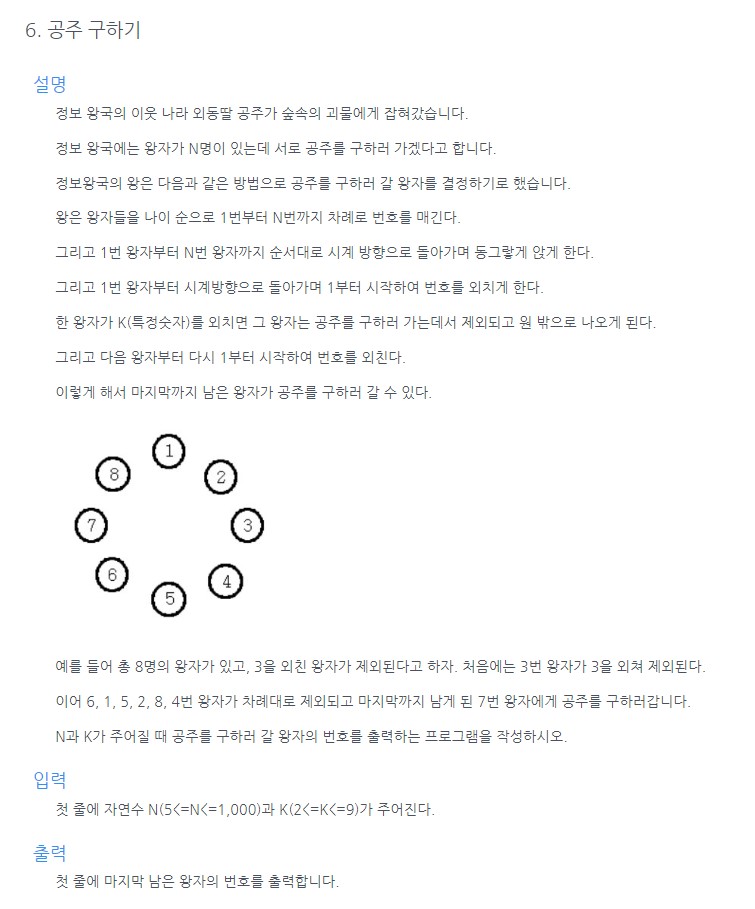 6. 공주 구하기
설명
정보 왕국의 이웃 나라 외동딸 공주가 숲속의 괴물에게 잡혀갔습니다.
정보 왕국에는 왕자가 N명이 있는데 서로 공주를 구하러 가겠다고 합니다.
정보왕국의 왕은 다음과 같은 방법으로 공주를 구하러 갈 왕자를 결정하기로 했습니다.
왕은 왕자들을 나이 순으로 1번부터 N번까지 차례로 번호를 매긴다.
그리고 1번 왕자부터 N번 왕자까지 순서대로 시계 방향으로 돌아가며 동그랗게 앉게 한다.
그리고 1번 왕자부터 시계방향으로 돌아가며 1부터 시작하여 번호를 외치게 한다.
한 왕자가 K(특정숫자)를 외치면 그 왕자는 공주를 구하러 가는데서 제외되고 원 밖으로 나오게 된다.
그리고 다음 왕자부터 다시 1부터 시작하여 번호를 외친다.
이렇게 해서 마지막까지 남은 왕자가 공주를 구하러 갈 수 있다.
1
8
2
7
3
6
4
5
예를 들어 총 8명의 왕자가 있고, 3을 외친 왕자가 제외된다고 하자. 처음에는 3번 왕자가 3을 외쳐 제외된다.
이어 6, 1, 5, 2, 8, 4번 왕자가 차례대로 제외되고 마지막까지 남게 된 7번 왕자에게 공주를 구하러갑니다.
N과 K가 주어질 때 공주를 구하러 갈 왕자의 번호를 출력하는 프로그램을 작성하시오.
입력
첫 줄에 자연수 N(5<=N<=1,000)과 K(2<=K<=9)가 주어진다.
출력
첫 줄에 마지막 남은 왕자의 번호를 출력합니다.